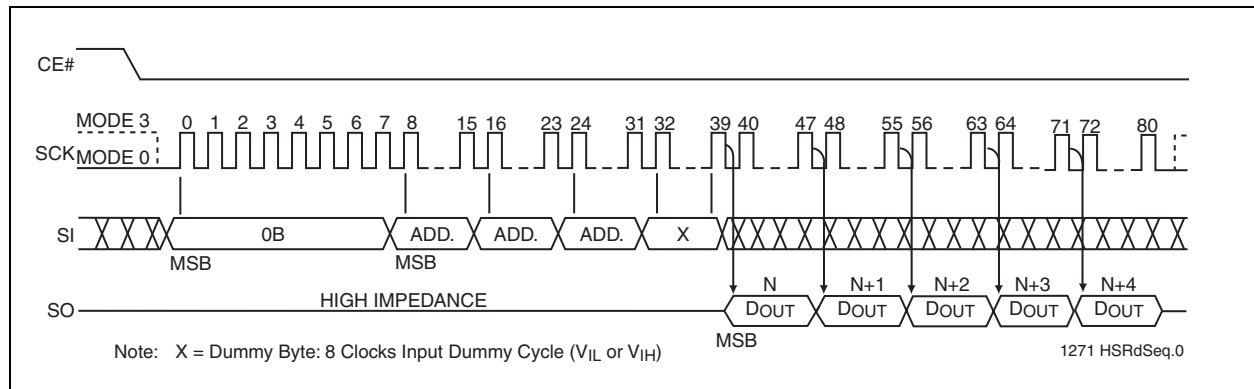 CE#
MODE 3
0 1 2 3 4 5 6 7 8 15 16 23 24 31 32 39 40 47 48 55 56 63 64 71 72 80
SCK MODE 0
SI 0B ADD. ADD. ADD. X
MSB MSB
N N+1 N+2 N+3 N+4
HIGH IMPEDANCE
SO DOUT DOUT DOUT DOUT DOUT
MSB
Note: X = Dummy Byte: 8 Clocks Input Dummy Cycle (VIL or VIH)
1271 HSRdSeq.0